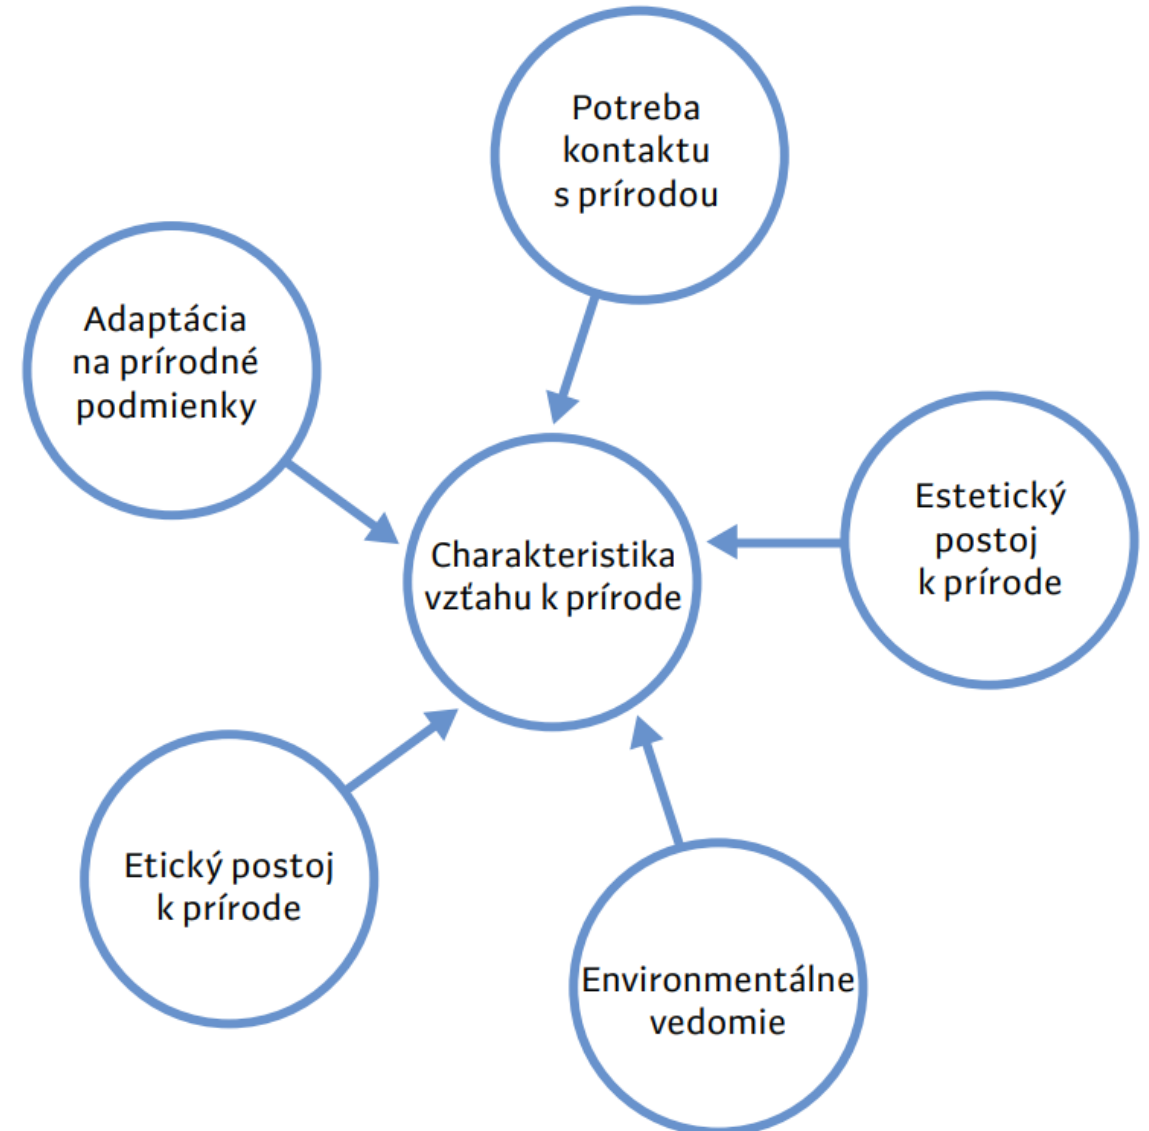 Potreba
kontaktu
s prírodou
Adaptácia
na prírodné
podmienky
Estetický
postoj
k prírode
Charakteristika
vzťahu k prírode
Etický postoj
k prírode
Environmentálne
vedomie